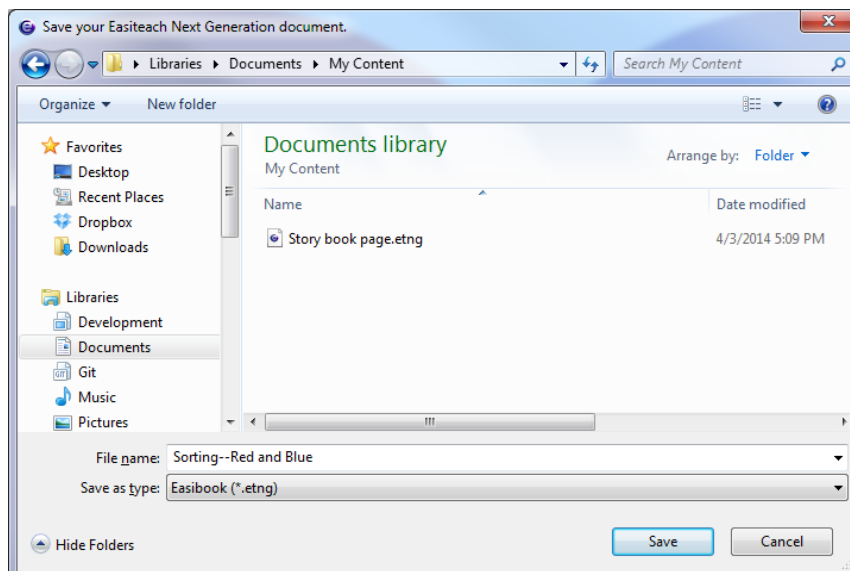 Save your Easiteach Next Generation document.
Libraries Documents My Content
Search My Content
Organize New folder
Favorites
Desktop
Recent Places
Dropbox
Downloads
Libraries
Development
Documents
Git
Music
Pictures
Documents library
My Content
Arrange by: Folder
Name Date modified
Story book page.etng 4/3/2014 5:09 PM
File name: Sorting--Red and Blue
Save as type: Easibook (*.etng)
Hide Folders Save Cancel